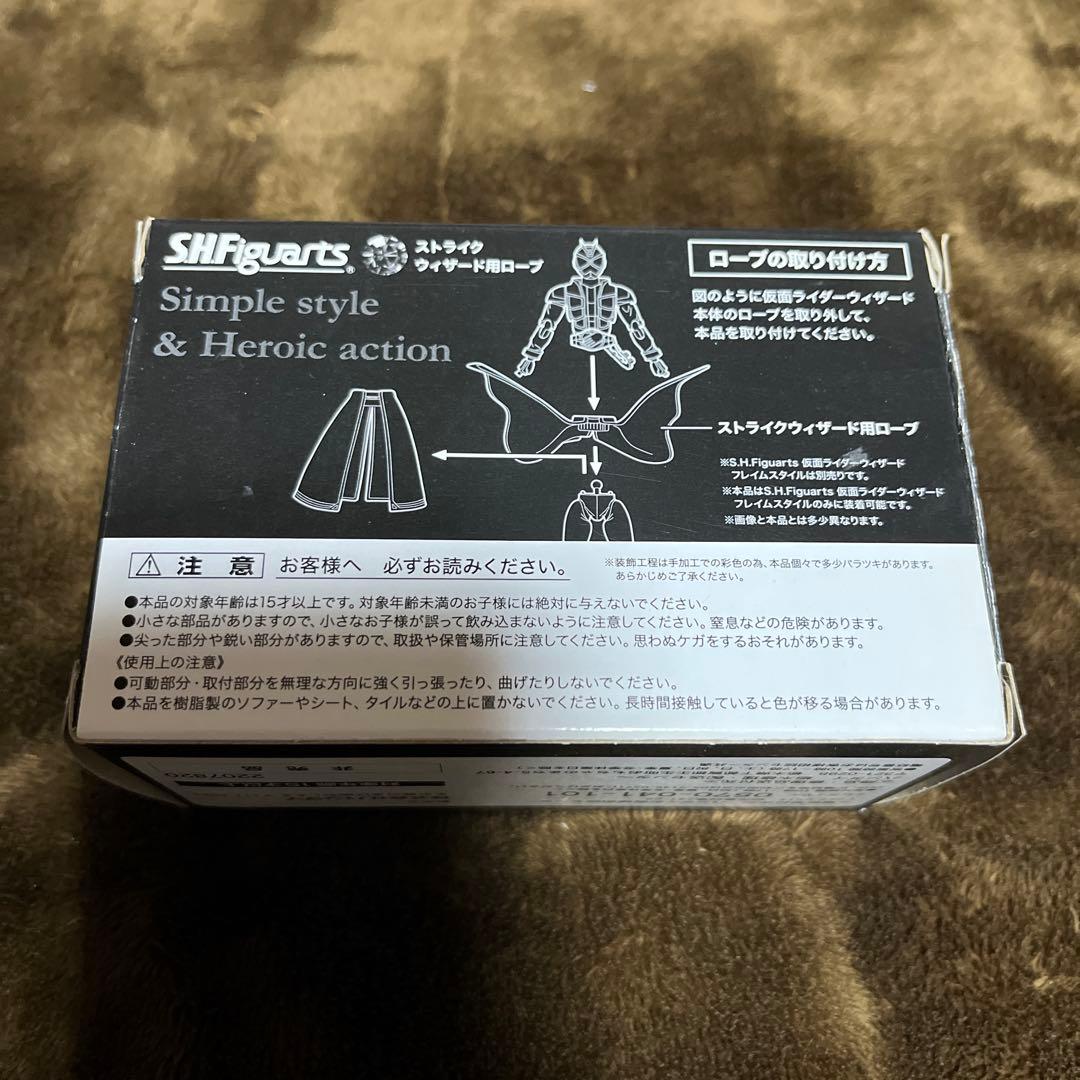 S.H.Figuarts®
ストライク
ウィザード用ローブ
Simple style
& Heroic action
ローブの取り付け方
図のように仮面ライダーウィザード
本体のローブを取り外して、
本品を取り付けてください。
ストライクウィザード用ローブ
※S.H.Figuarts 仮面ライダーウィザード
フレイムスタイルは別売りです。
※本品はS.H.Figuarts 仮面ライダーウィザード
フレイムスタイルのみに装着可能です。
※画像と本品とは多少異なります。
注 意 お客様へ 必ずお読みください。
※装飾工程は手加工での彩色の為、本品個々で多少バラツキがあります。
あらかじめご了承ください。
●本品の対象年齢は15才以上です。対象年齢未満のお子様には絶対に与えないでください。
●小さな部品がありますので、小さなお子様が誤って飲み込まないように注意してください。窒息などの危険があります。
●尖った部分や鋭い部分がありますので、取扱や保管場所に注意してください。思わぬケガをするおそれがあります。
《使用上の注意》
●可動部分・取付部分を無理な方向に強く引っ張ったり、曲げたりしないでください。
●本品を樹脂製のソファーやシート、タイルなどの上に置かないでください。長時間接触していると色が移る場合があります。
非売品
2207820
対象年齢15才以上
0570-041-101